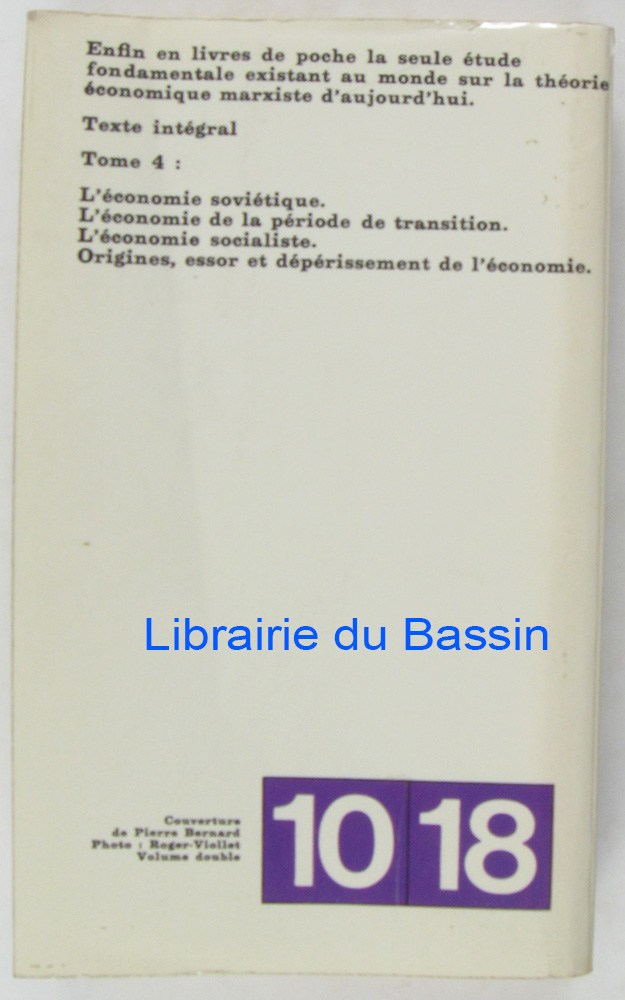 Enfin en livres de poche la seule étude
fondamentale existant au monde sur la théorie
économique marxiste d'aujourd'hui.
Texte intégral
Tome 4 :
L'économie soviétique.
L'économie de la période de transition.
L'économie socialiste.
Origines, essor et dépérissement de l'économie.
Librairie du Bassin
Couverture
de Pierre Bernard
Photo : Roger-Viollet
Volume double
10 18